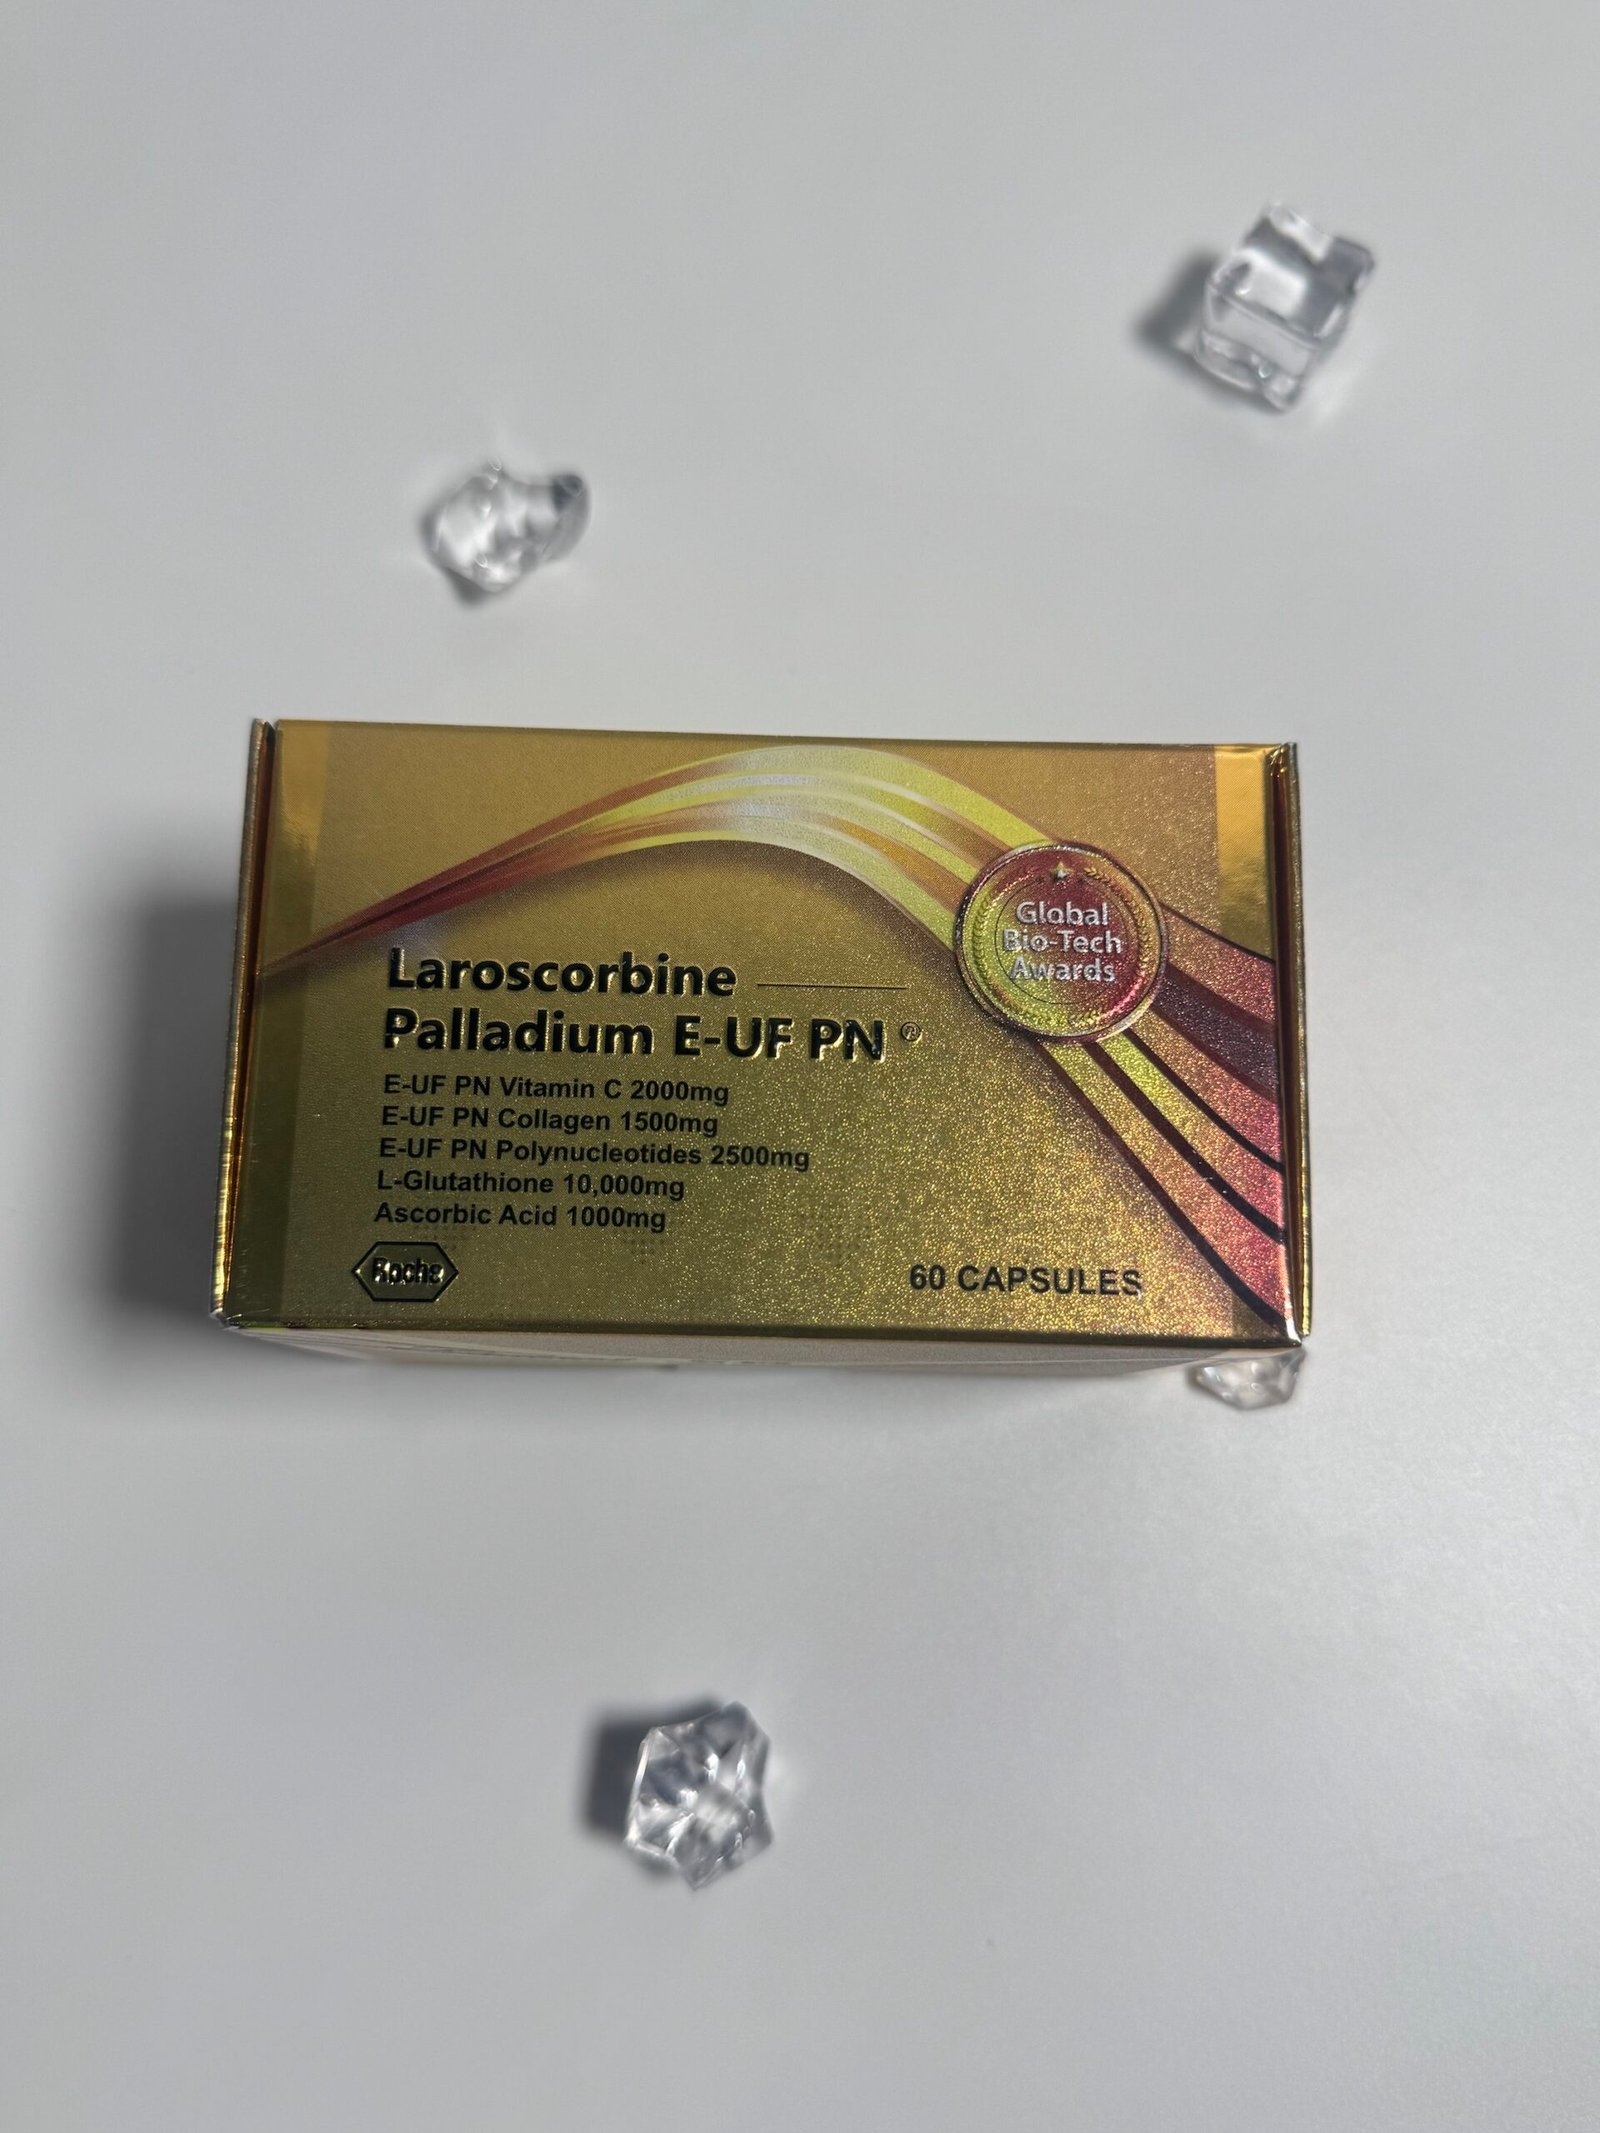 Global
Bio-Tech
Awards
Laroscorbine
Palladium E-UF PN ®
E-UF PN Vitamin C 2000mg
E-UF PN Collagen 1500mg
E-UF PN Polynucleotides 2500mg
L-Glutathione 10,000mg
Ascorbic Acid 1000mg
Roche
60 CAPSULES